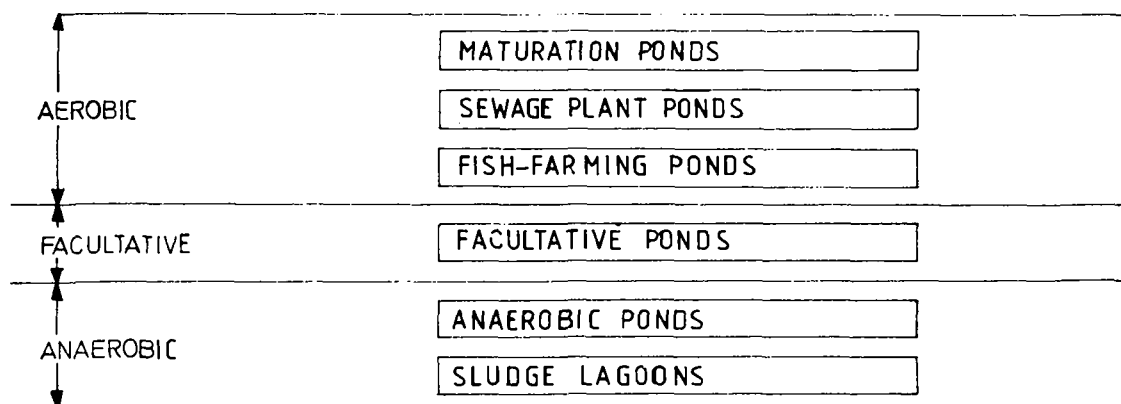 MATURATION PONDS
AEROBIC
SEWAGE PLANT PONDS
FISH-FARMING PONDS
FACULTATIVE
FACULTATIVE PONDS
ANAEROBIC PONDS
ANAEROBIC
SLUDGE LAGOONS